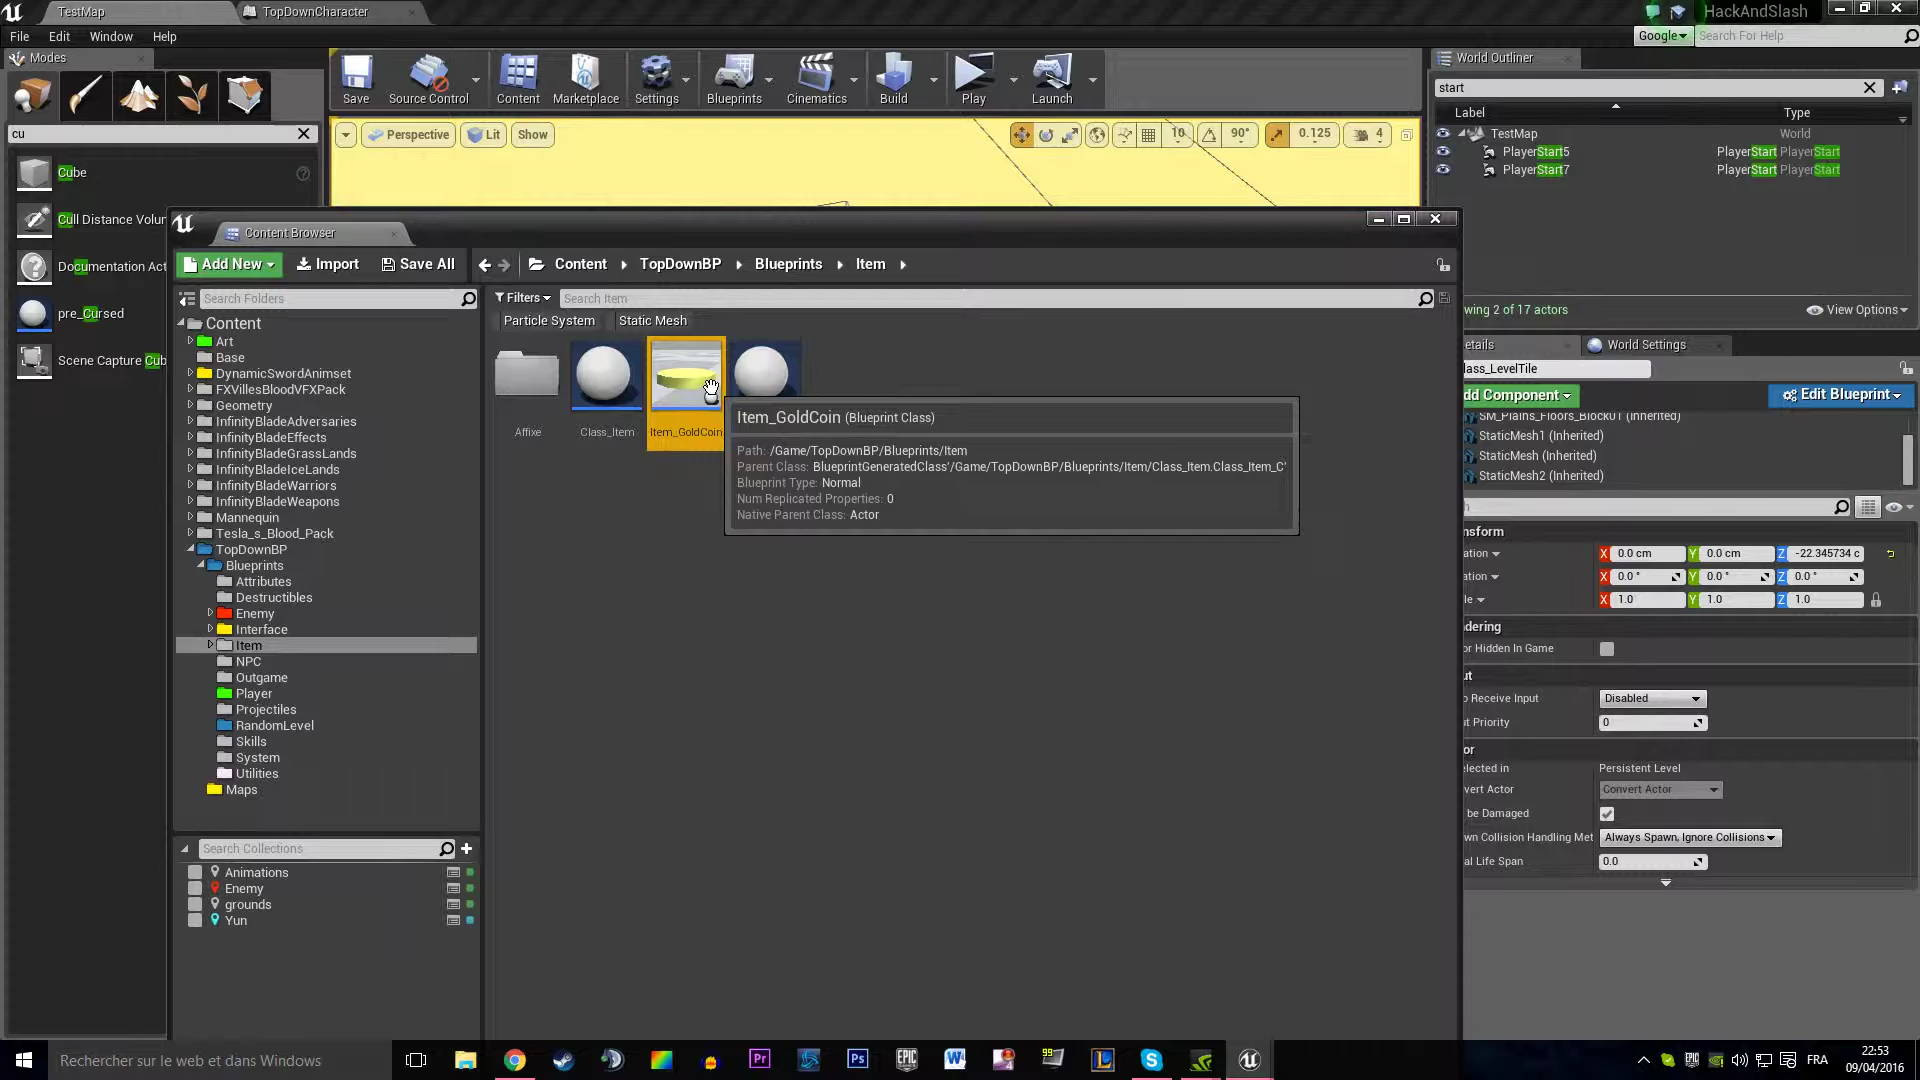 TestMap
TopDownCharacter
HackAndSlash
File Edit Window Help
Google
Search For Help
Modes
Save
Source Control
Content
Marketplace
Settings
Blueprints
Cinematics
Build
Play
Launch
World Outliner
start
Label
Type
cu
Perspective
Lit
Show
10
90°
0.125
4
TestMap World
PlayerStart5 PlayerStart PlayerStart
PlayerStart7 PlayerStart PlayerStart
Cube
Cull Distance Volur
Documentation Act
pre_Cursed
Scene Capture Cub
wing 2 of 17 actors
View Options
Content Browser
Add New
Import
Save All
Content
TopDownBP
Blueprints
Item
Search Folders
Filters
Search Item
Particle System
Static Mesh
Content
Art
Base
DynamicSwordAnimset
FXVillesBloodVFXPack
Geometry
InfinityBladeAdversaries
InfinityBladeEffects
InfinityBladeGrassLands
InfinityBladeIceLands
InfinityBladeWarriors
InfinityBladeWeapons
Mannequin
Tesla_s_Blood_Pack
TopDownBP
Blueprints
Attributes
Destructibles
Enemy
Interface
Item
NPC
Outgame
Player
Projectiles
RandomLevel
Skills
System
Utilities
Maps
Affixe
Class_Item
Item_GoldCoin
Item_GoldCoin (Blueprint Class)
Path: /Game/TopDownBP/Blueprints/Item
Parent Class: BlueprintGeneratedClass'/Game/TopDownBP/Blueprints/Item/Class_Item.Class_Item_C'
Blueprint Type: Normal
Num Replicated Properties: 0
Native Parent Class: Actor
Search Collections
Animations
Enemy
grounds
Yun
etails
World Settings
lass_LevelTile
dd Component
Edit Blueprint
SM_Plains_Floors_Block01 (Inherited)
StaticMesh1 (Inherited)
StaticMesh (Inherited)
StaticMesh2 (Inherited)
nsform
ation X 0.0 cm Y 0.0 cm Z -22.345734 c
ation X 0.0 ° Y 0.0 ° Z 0.0 °
le X 1.0 Y 1.0 Z 1.0
dering
or Hidden In Game
ut
o Receive Input Disabled
ut Priority 0
or
elected in Persistent Level
vert Actor Convert Actor
be Damaged
wn Collision Handling Met Always Spawn, Ignore Collisions
al Life Span 0.0
Rechercher sur le web et dans Windows
Pr
Ps
EPIC
GAMES
W
99+
L
S
FRA
22:53
09/04/2016